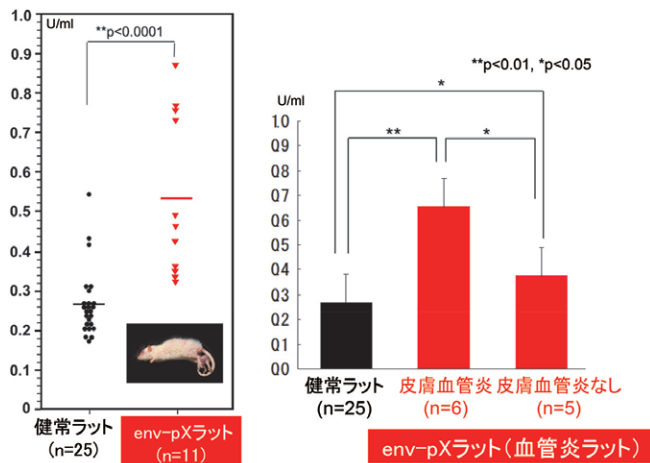 U/ml
**p<0.0001
1.0
0.9
0.8
0.7
0.6
0.5
0.4
0.3
0.2
0.1
0
健常ラット
(n=25)
env-pXラット
(n=11)
**p<0.01, *p<0.05
U/ml
*
**
*
1.0
0.9
0.8
0.7
0.6
0.5
0.4
0.3
0.2
0.1
0.0
健常ラット
(n=25)
皮膚血管炎
(n=6)
皮膚血管炎なし
(n=5)
env-pXラット(血管炎ラット)